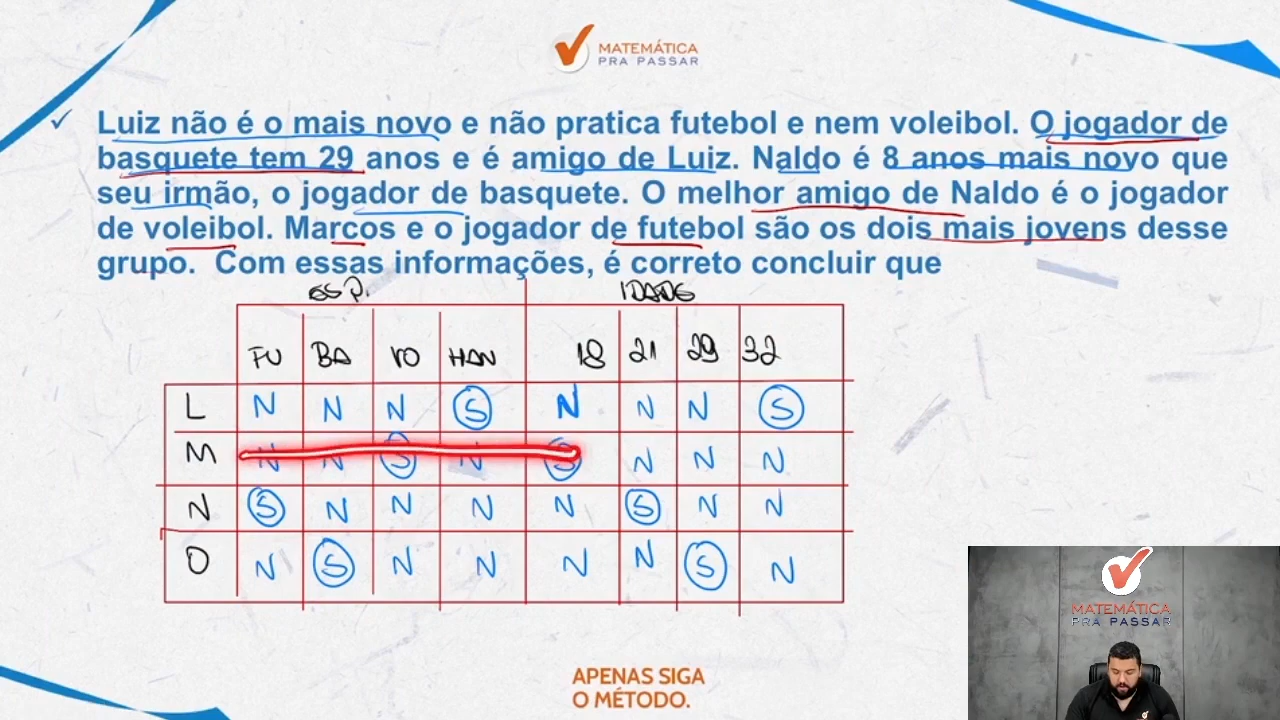 MATEMÁTICA
PRA PASSAR
Luiz não é o mais novo e não pratica futebol e nem voleibol. O jogador de
basquete tem 29 anos e é amigo de Luiz. Naldo é 8 anos mais novo que
seu irmão, o jogador de basquete. O melhor amigo de Naldo é o jogador
de voleibol. Marcos e o jogador de futebol são os dois mais jovens desse
grupo. Com essas informações, é correto concluir que
ESP. IDADE
FU BA VO HAN 18 21 29 32
L N N N S N N N S
M N N S N S N N N
N S N N N N S N N
O N S N N N N S N
MATEMÁTICA
PRA PASSAR
APENAS SIGA
O MÉTODO.